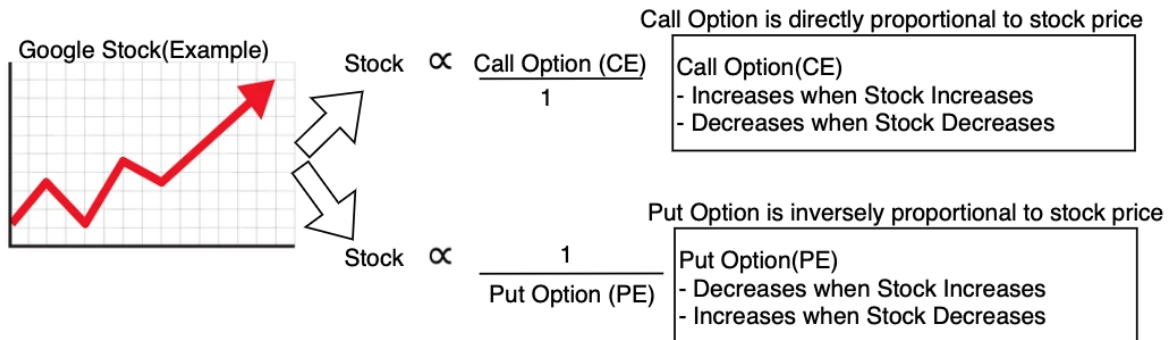 Call Option is directly proportional to stock price
Google Stock(Example)
Stock ∝ Call Option (CE)
1
Call Option(CE)
- Increases when Stock Increases
- Decreases when Stock Decreases
Put Option is inversely proportional to stock price
Stock ∝ 1
Put Option (PE)
Put Option(PE)
- Decreases when Stock Increases
- Increases when Stock Decreases